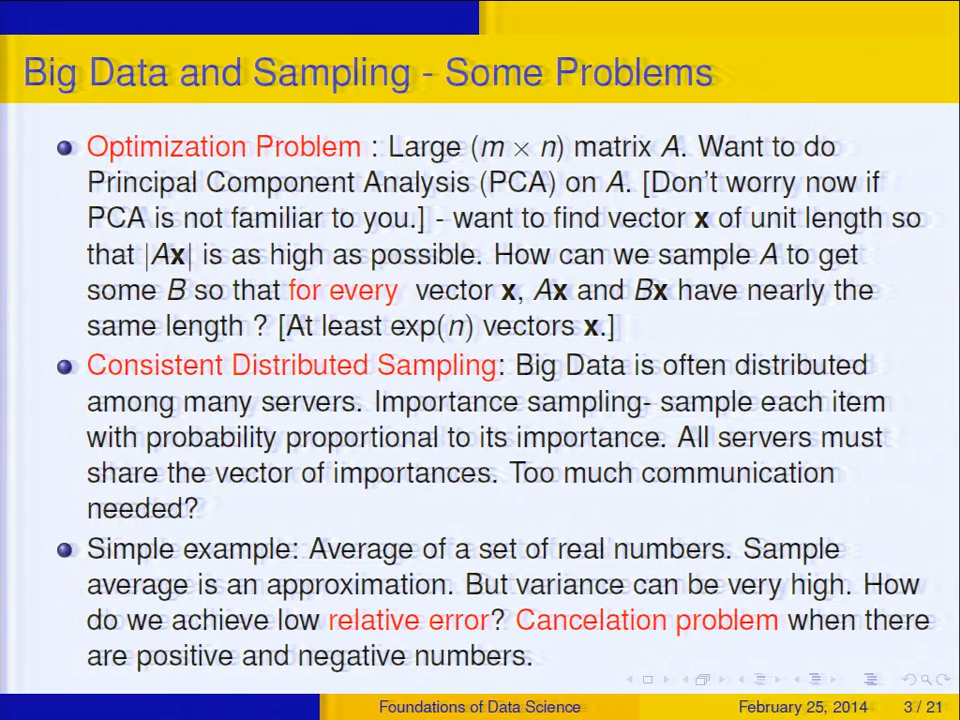 Big Data and Sampling - Some Problems
Optimization Problem : Large (m × n) matrix A. Want to do
Principal Component Analysis (PCA) on A. [Don't worry now if
PCA is not familiar to you.] - want to find vector x of unit length so
that |Ax| is as high as possible. How can we sample A to get
some B so that for every vector x, Ax and Bx have nearly the
same length ? [At least exp(n) vectors x.]
Consistent Distributed Sampling: Big Data is often distributed
among many servers. Importance sampling- sample each item
with probability proportional to its importance. All servers must
share the vector of importances. Too much communication
needed?
Simple example: Average of a set of real numbers. Sample
average is an approximation. But variance can be very high. How
do we achieve low relative error? Cancelation problem when there
are positive and negative numbers.
Foundations of Data Science February 25, 2014 3 / 21